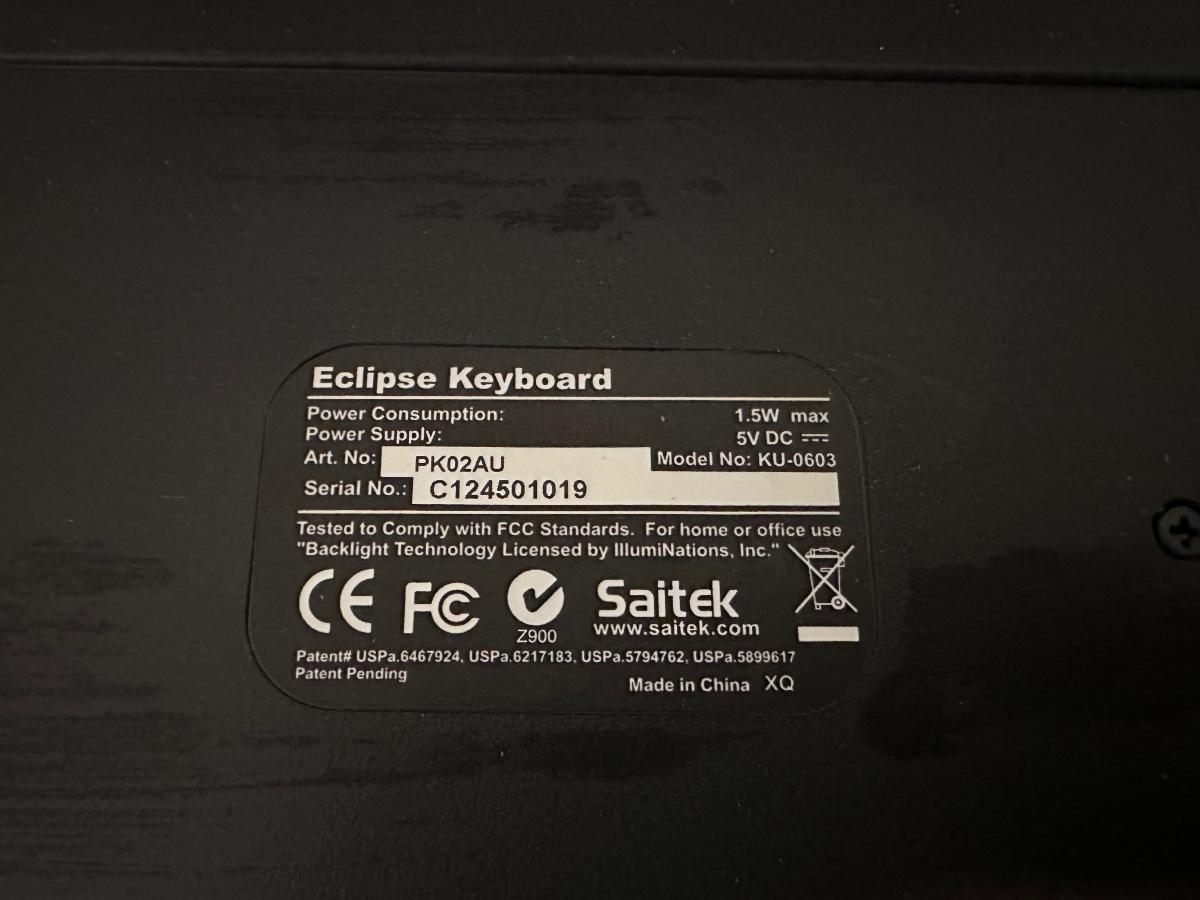 Eclipse Keyboard
Power Consumption: 1.5W max
Power Supply: 5V DC
Art. No: PK02AU Model No: KU-0603
Serial No.: C124501019
Tested to Comply with FCC Standards. For home or office use
"Backlight Technology Licensed by IllumiNations, Inc."
CE FC Z900 Saitek
www.saitek.com
Patent# USPa.6467924, USPa.6217183, USPa.5794762, USPa.5899617
Patent Pending
Made in China XQ